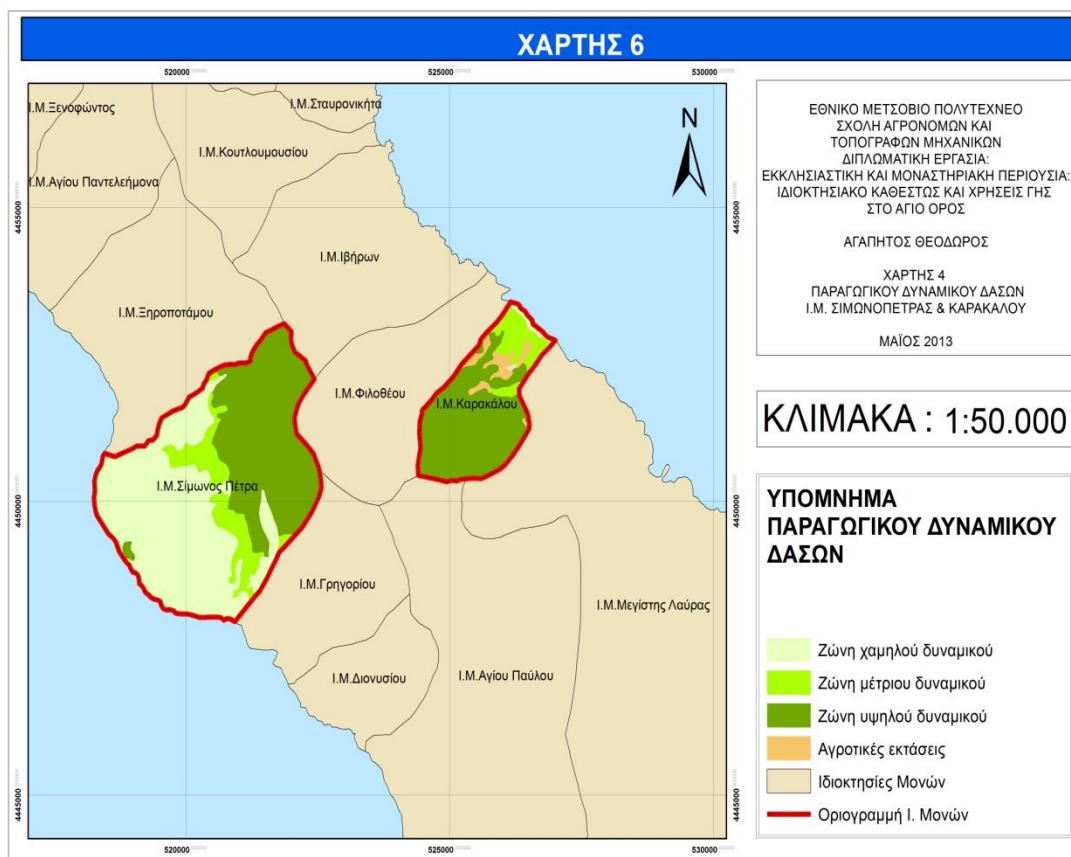 ΧΑΡΤΗΣ 6
520000
525000
530000
Ι.Μ.Ξενοφώντος
Ι.Μ.Σταυρονικήτα
Ι.Μ.Κουτλουμουσίου
Ι.Μ.Αγίου Παντελεήμονα
N
4455000
4455000
Ι.Μ.Ιβήρων
Ι.Μ.Ξηροποτάμου
Ι.Μ.Φιλοθέου
Ι.Μ.Καρακάλου
Ι.Μ.Σίμωνος Πέτρα
4450000
4450000
Ι.Μ.Γρηγορίου
Ι.Μ.Μεγίστης Λαύρας
Ι.Μ.Διονυσίου
Ι.Μ.Αγίου Παύλου
4445000
4445000
520000
525000
530000
ΕΘΝΙΚΟ ΜΕΤΣΟΒΙΟ ΠΟΛΥΤΕΧΝΕΟ
ΣΧΟΛΗ ΑΓΡΟΝΟΜΩΝ ΚΑΙ
ΤΟΠΟΓΡΑΦΩΝ ΜΗΧΑΝΙΚΩΝ
ΔΙΠΛΩΜΑΤΙΚΗ ΕΡΓΑΣΙΑ:
ΕΚΚΛΗΣΙΑΣΤΙΚΗ ΚΑΙ ΜΟΝΑΣΤΗΡΙΑΚΗ ΠΕΡΙΟΥΣΙΑ:
ΙΔΙΟΚΤΗΣΙΑΚΟ ΚΑΘΕΣΤΩΣ ΚΑΙ ΧΡΗΣΕΙΣ ΓΗΣ
ΣΤΟ ΑΓΙΟ ΟΡΟΣ
ΑΓΑΠΗΤΟΣ ΘΕΟΔΩΡΟΣ
ΧΑΡΤΗΣ 4
ΠΑΡΑΓΩΓΙΚΟΥ ΔΥΝΑΜΙΚΟΥ ΔΑΣΩΝ
Ι.Μ. ΣΙΜΩΝΟΠΕΤΡΑΣ & ΚΑΡΑΚΑΛΟΥ
ΜΑΪΟΣ 2013
ΚΛΙΜΑΚΑ : 1:50.000
ΥΠΟΜΝΗΜΑ
ΠΑΡΑΓΩΓΙΚΟΥ ΔΥΝΑΜΙΚΟΥ
ΔΑΣΩΝ
Ζώνη χαμηλού δυναμικού
Ζώνη μέτριου δυναμικού
Ζώνη υψηλού δυναμικού
Αγροτικές εκτάσεις
Ιδιοκτησίες Μονών
Οριογραμμή Ι. Μονών